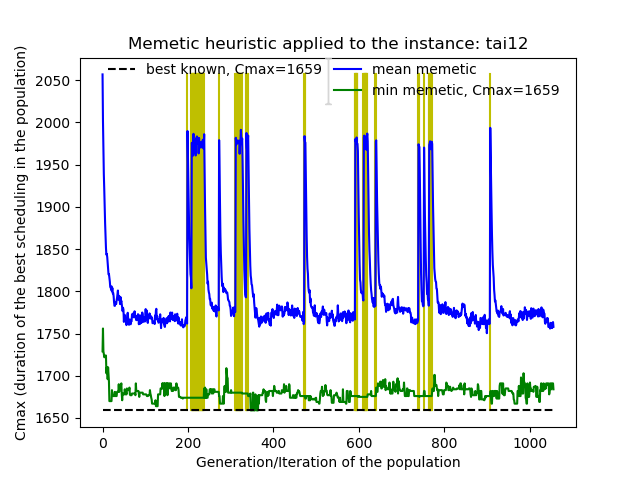 Memetic heuristic applied to the instance: tai12
best known, Cmax=1659
mean memetic
min memetic, Cmax=1659
Cmax (duration of the best scheduling in the population)
2050
2000
1950
1900
1850
1800
1750
1700
1650
0 200 400 600 800 1000
Generation/Iteration of the population